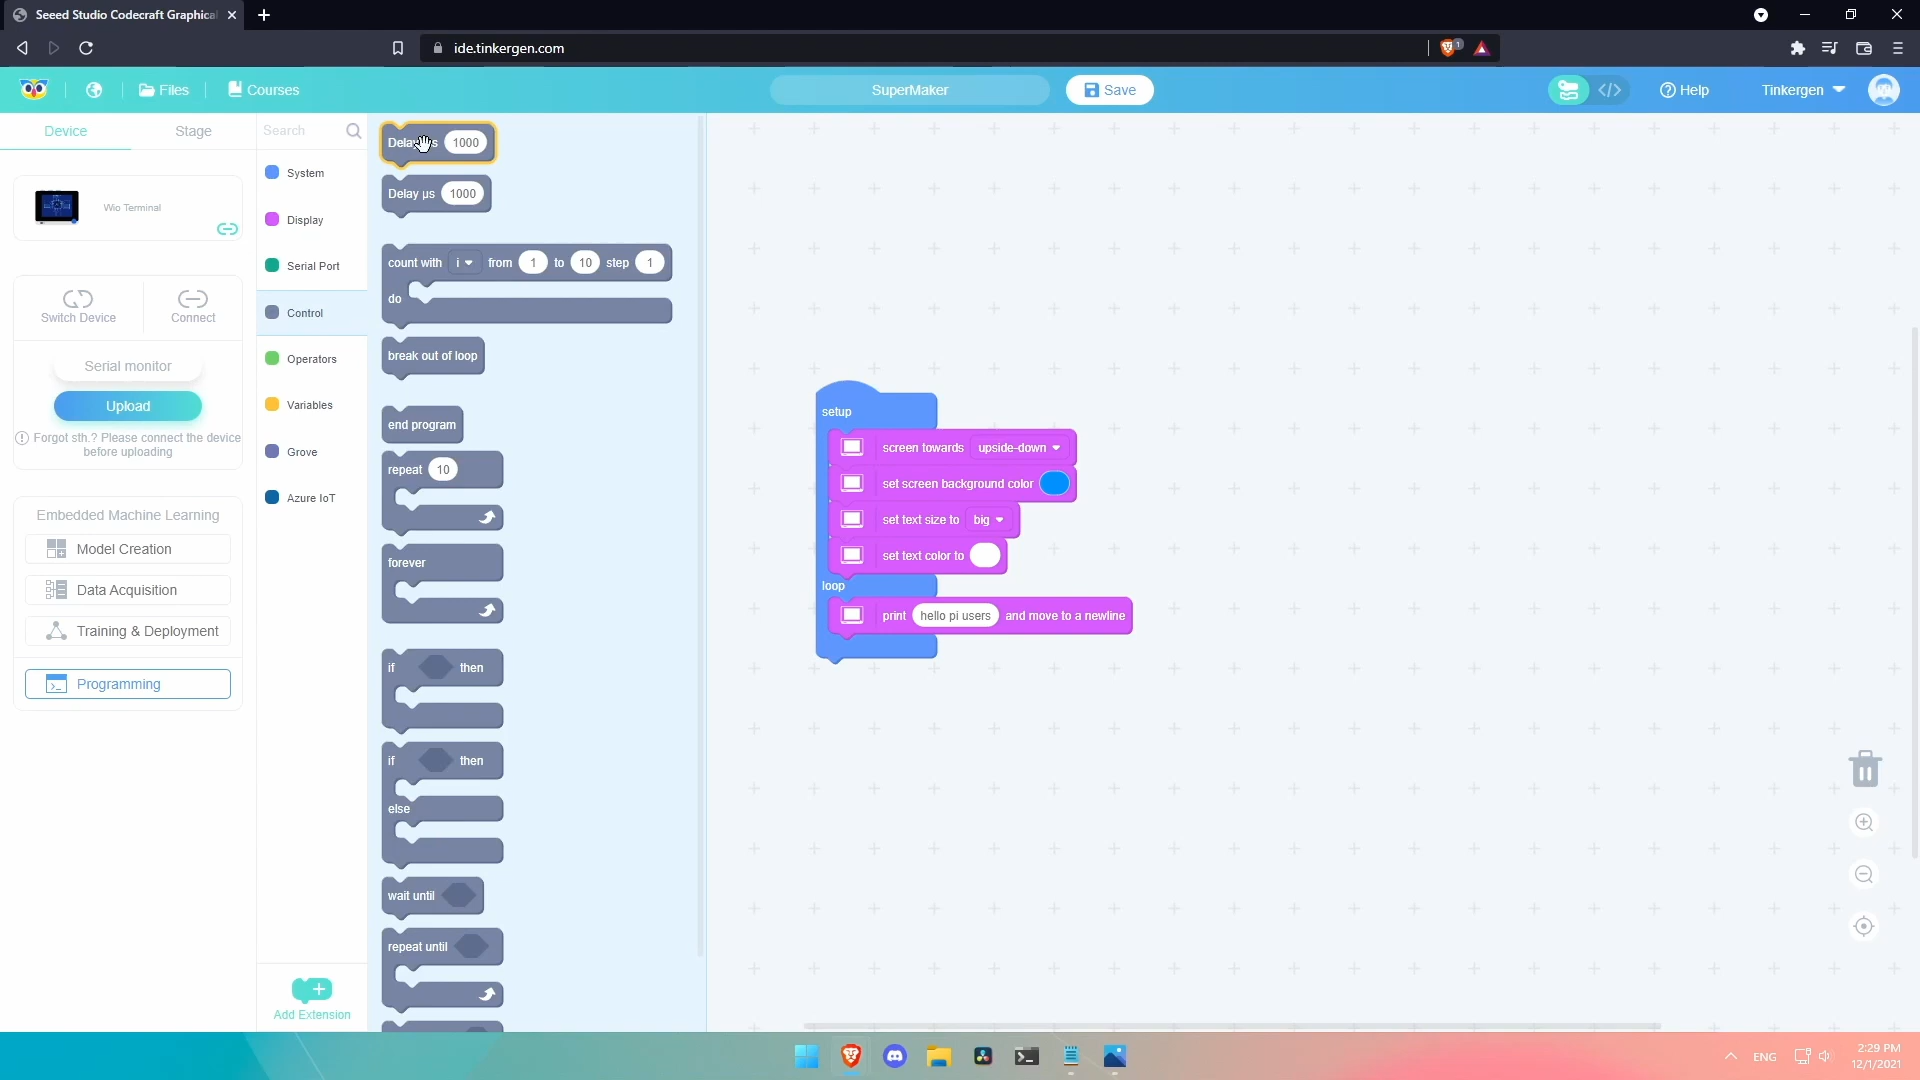 Seeed Studio Codecraft Graphical
ide.tinkergen.com
1
Files
Courses
SuperMaker
Save
Help
Tinkergen
Device
Stage
Search
Wio Terminal
Switch Device
Connect
Serial monitor
Upload
Forgot sth.? Please connect the device
before uploading
Embedded Machine Learning
Model Creation
Data Acquisition
Training & Deployment
Programming
System
Display
Serial Port
Control
Operators
Variables
Grove
Azure IoT
Add Extension
1000
Delay μs 1000
count with i from 1 to 10 step 1
do
break out of loop
end program
repeat 10
forever
if then
if then
else
wait until
repeat until
setup
screen towards upside-down
set screen background color
set text size to big
set text color to
loop
print hello pi users and move to a newline
ENG
2:29 PM
12/1/2021